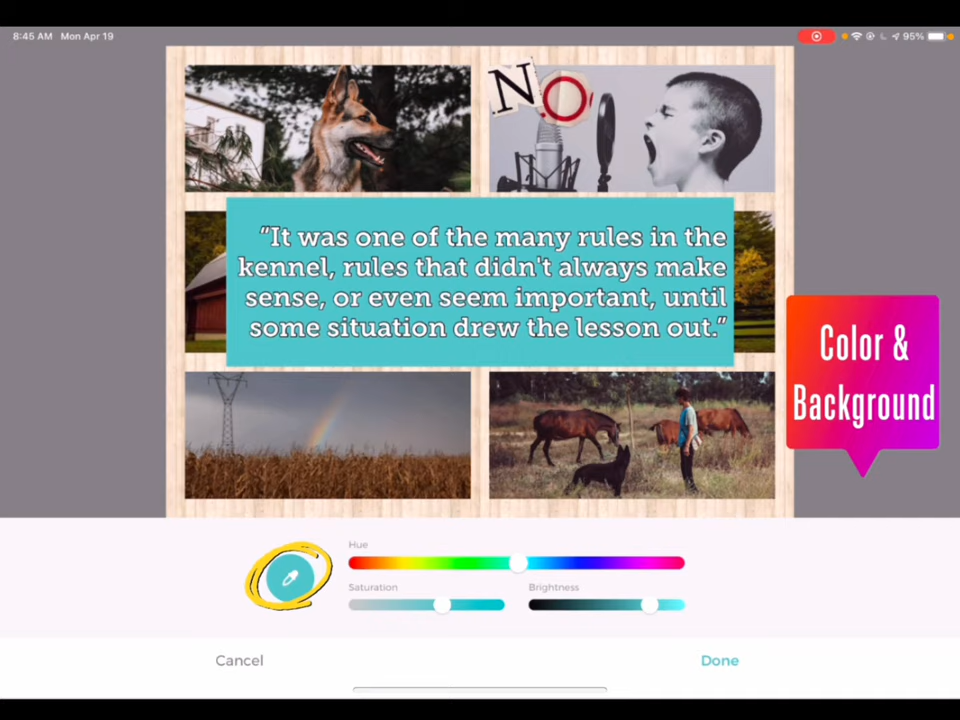 8:45 AM Mon Apr 19
95%
NO
“It was one of the many rules in the
kennel, rules that didn't always make
sense, or even seem important, until
some situation drew the lesson out.”
Color &
Background
Hue
Saturation
Brightness
Cancel
Done